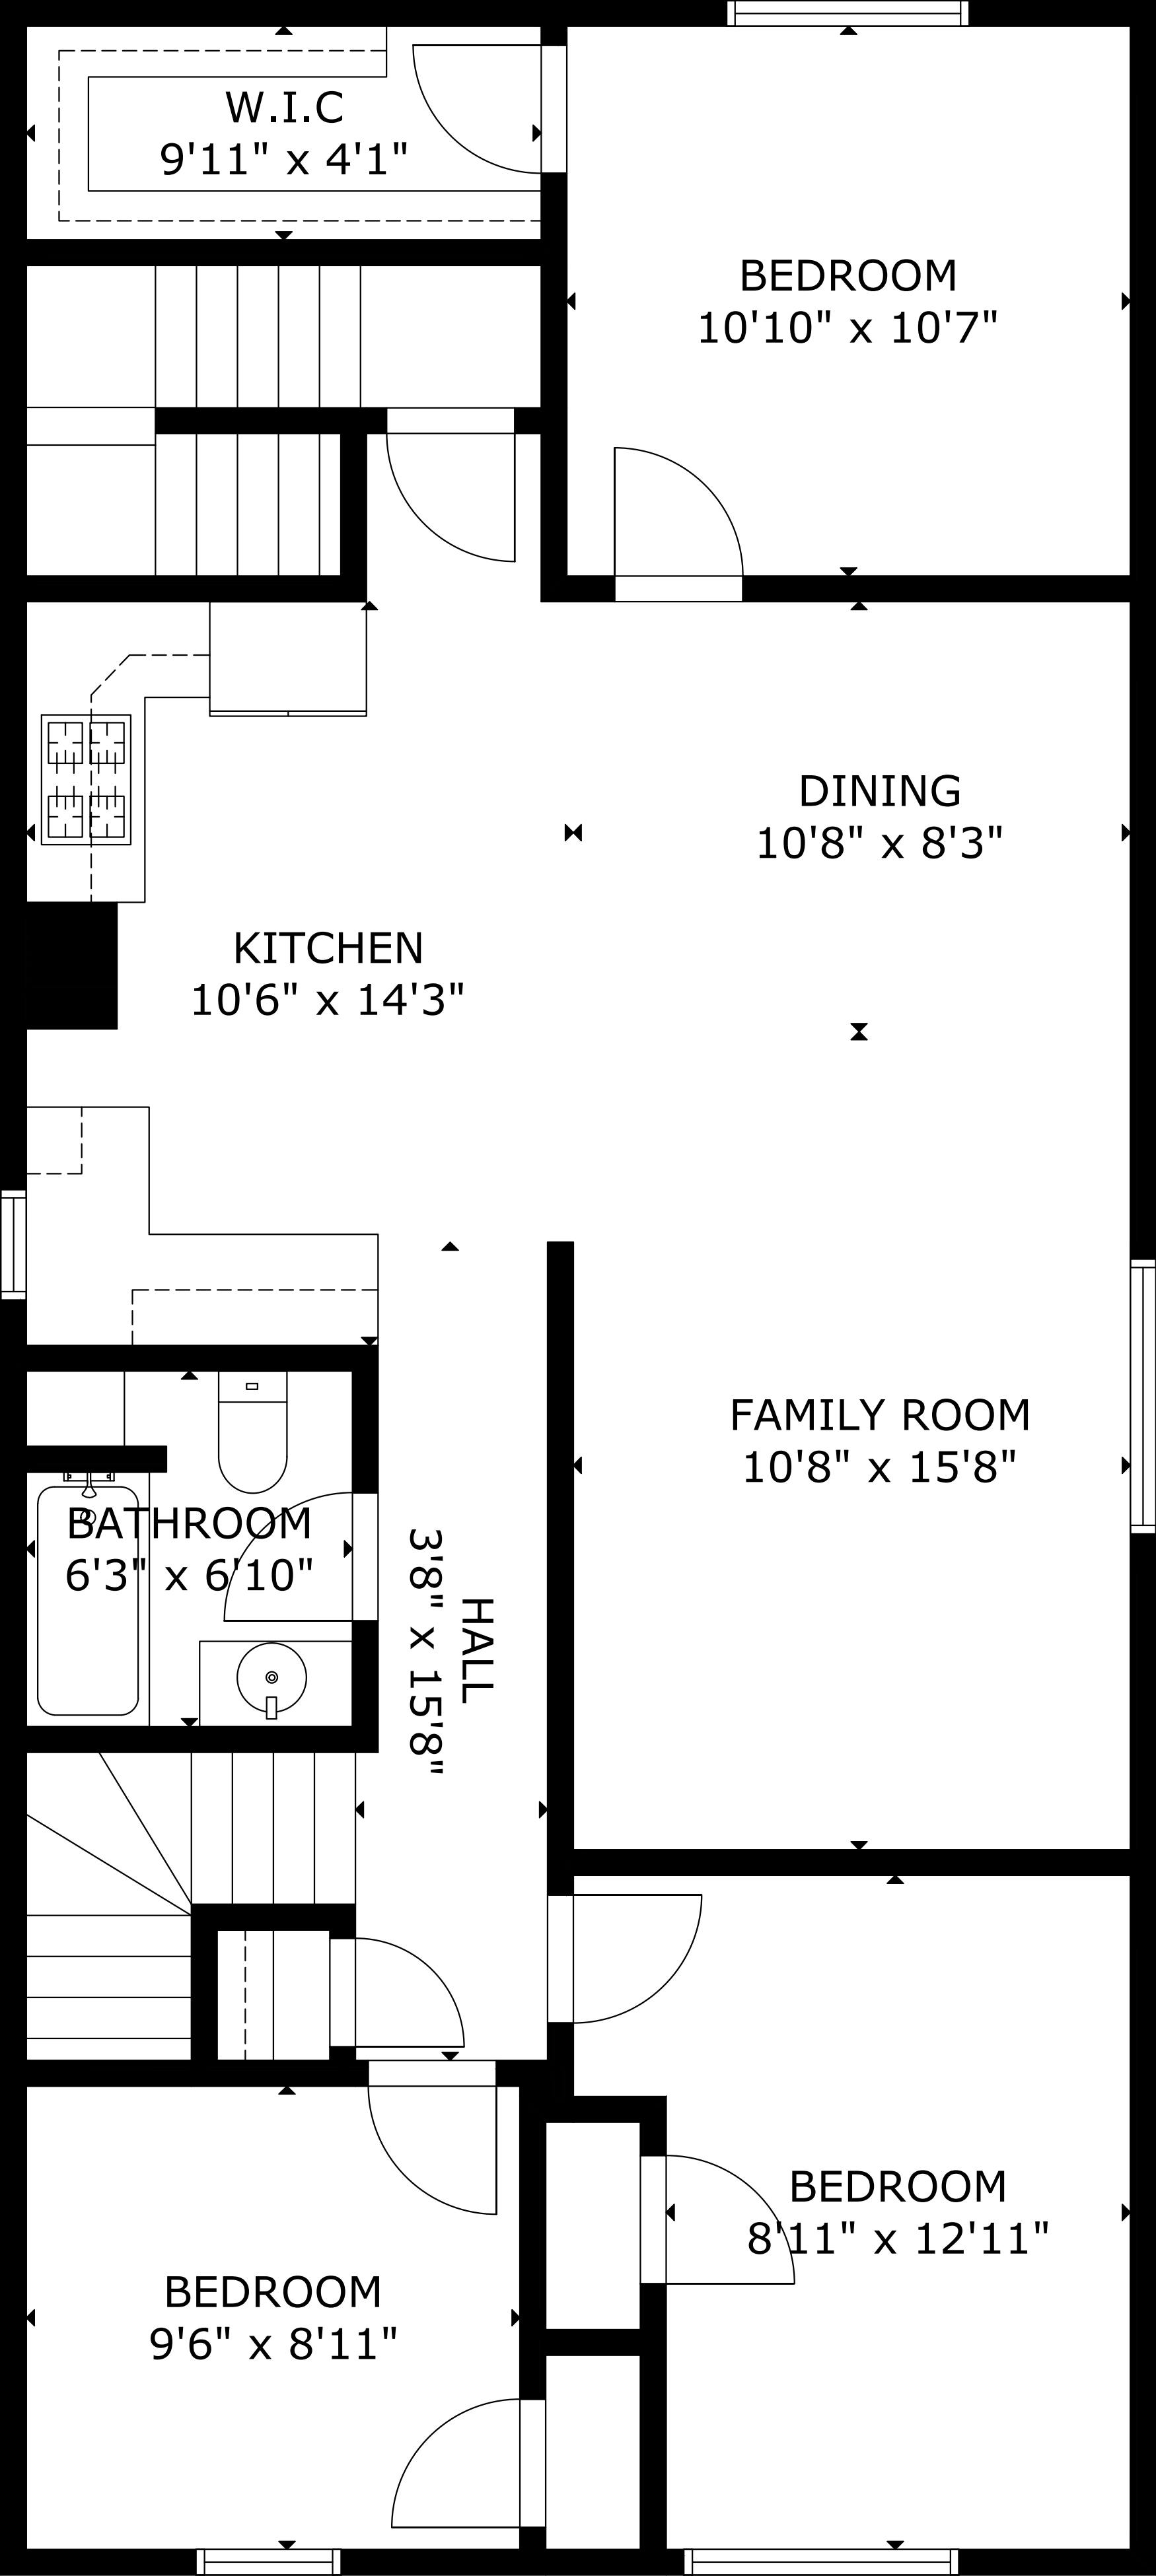 W.I.C
9'11" x 4'1"
BEDROOM
10'10" x 10'7"
DINING
10'8" x 8'3"
KITCHEN
10'6" x 14'3"
FAMILY ROOM
10'8" x 15'8"
BATHROOM
6'3" x 6'10"
HALL
3'8" x 15'8"
BEDROOM
8'11" x 12'11"
BEDROOM
9'6" x 8'11"